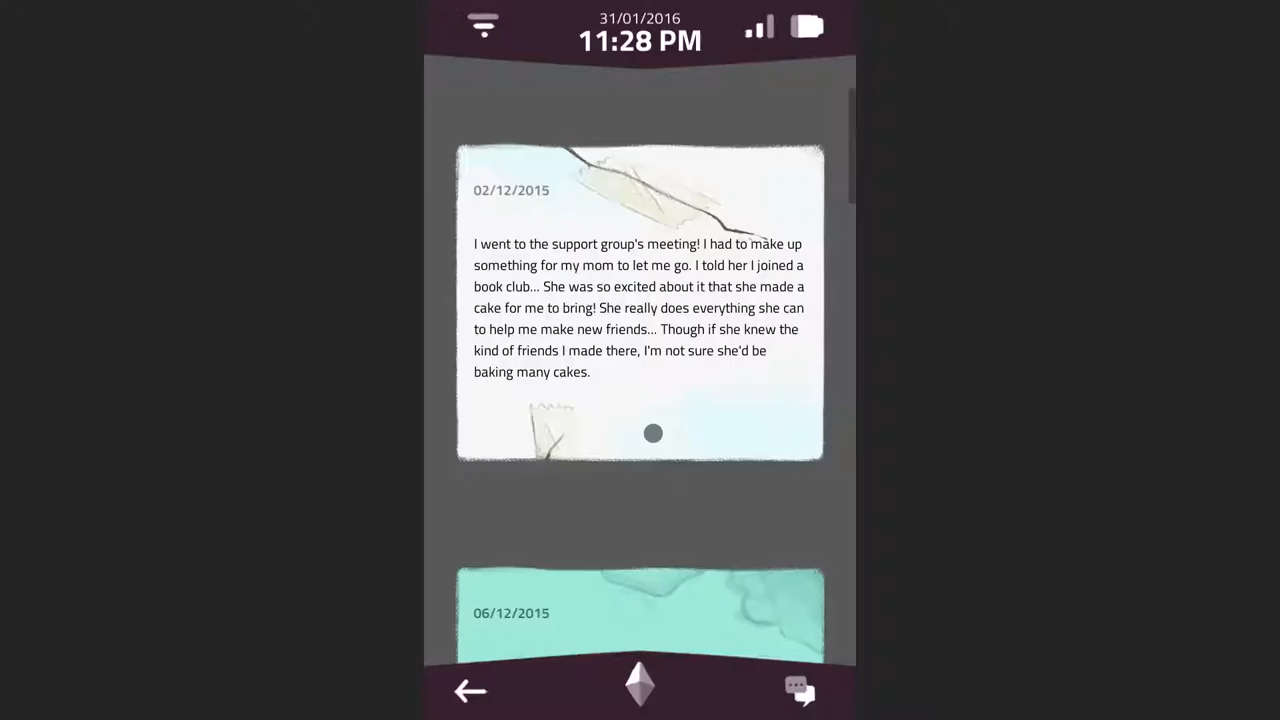 31/01/2016
11:28 PM
02/12/2015
I went to the support group's meeting! I had to make up
something for my mom to let me go. I told her I joined a
book club... She was so excited about it that she made a
cake for me to bring! She really does everything she can
to help me make new friends... Though if she knew the
kind of friends I made there, I'm not sure she'd be
baking many cakes.
06/12/2015